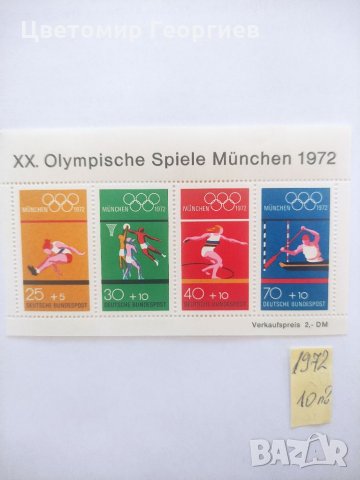 Цветомир Георгиев
XX. Olympische Spiele München 1972
MÜNCHEN 1972
25+5
DEUTSCHE BUNDESPOST
MÜNCHEN 1972
30+10
DEUTSCHE BUNDESPOST
MÜNCHEN 1972
40+10
DEUTSCHE BUNDESPOST
MÜNCHEN 1972
70+10
DEUTSCHE BUNDESPOST
Verkaufspreis 2,- DM
1972
10лв
BAZAR